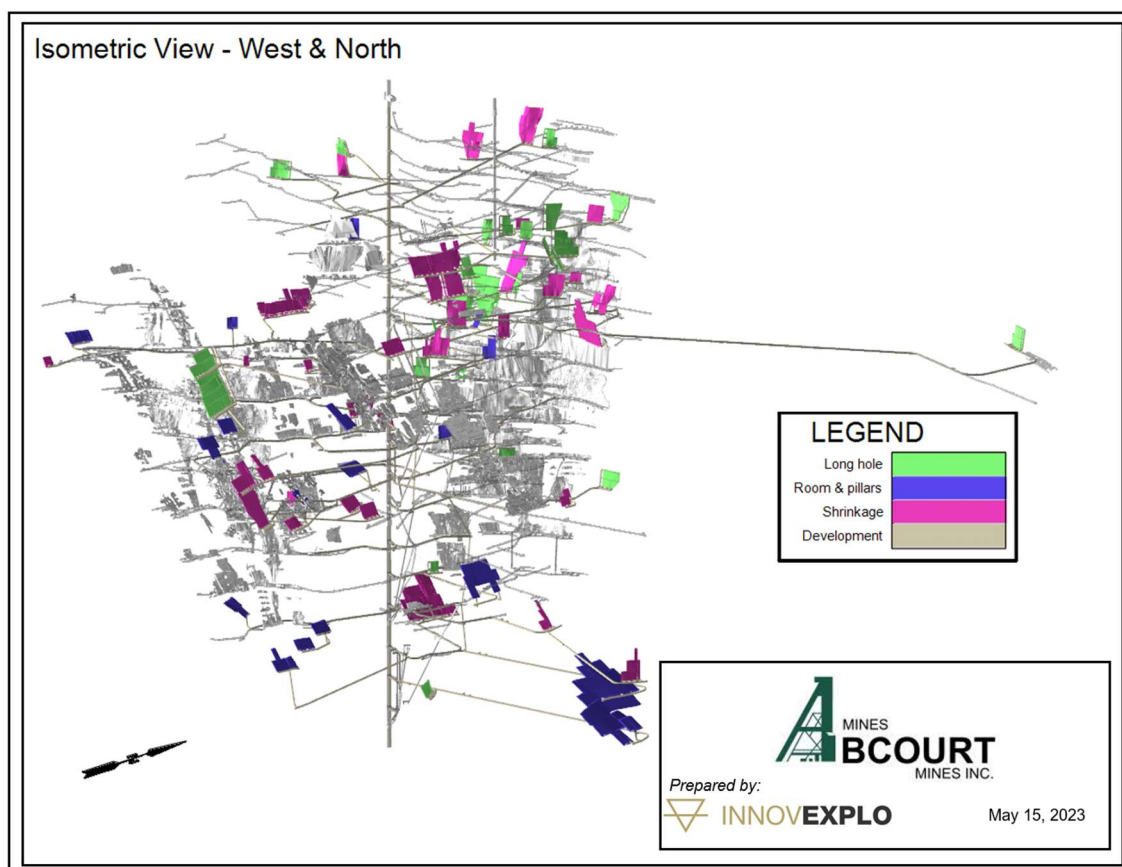 Isometric View - West & North
LEGEND
Long hole
Room & pillars
Shrinkage
Development
MINES
ABCOURT
MINES INC.
Prepared by:
INNOVEXPLO
May 15, 2023